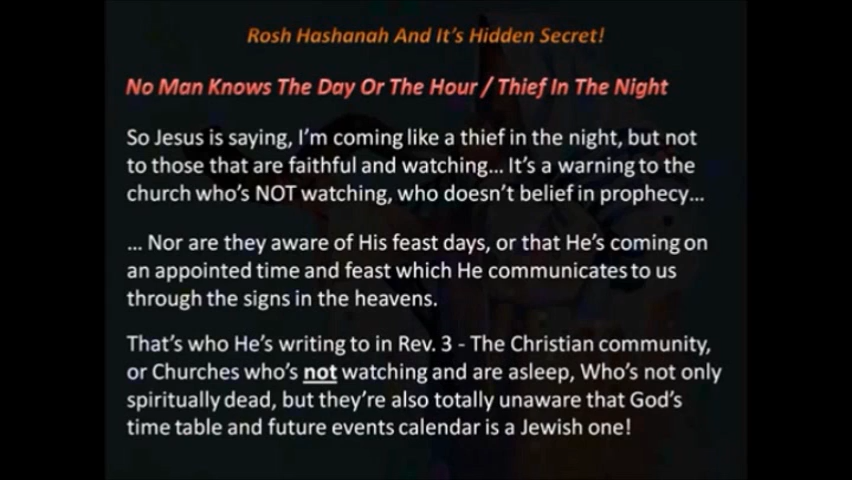 Rosh Hashanah And It's Hidden Secret!
No Man Knows The Day Or The Hour / Thief In The Night
So Jesus is saying, I'm coming like a thief in the night, but not
to those that are faithful and watching... It's a warning to the
church who's NOT watching, who doesn't belief in prophecy...
... Nor are they aware of His feast days, or that He's coming on
an appointed time and feast which He communicates to us
through the signs in the heavens.
That's who He's writing to in Rev. 3 - The Christian community,
or Churches who's not watching and are asleep, Who's not only
spiritually dead, but they're also totally unaware that God's
time table and future events calendar is a Jewish one!